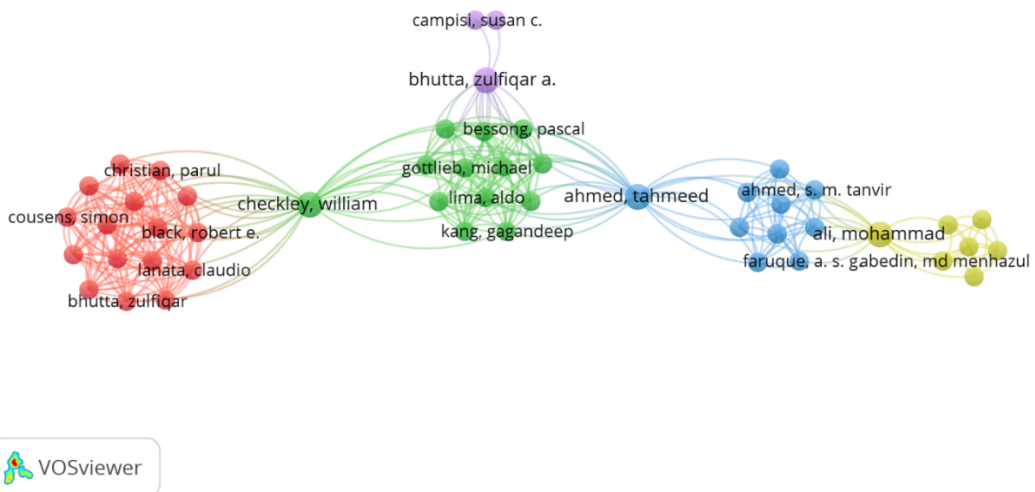 campisi, susan c.
bhutta, zulfiqar a.
bessong, pascal
christian, parul
gottlieb, michael
ahmed, s. m. tanvir
lima, aldo
ahmed, tahmeed
checkley, william
cousens, simon
black, robert e.
kang, gagandeep
ali, mohammad
lanata, claudio
faruque, a. s. g
abedin, md menhazul
bhutta, zulfiqar
VOSviewer